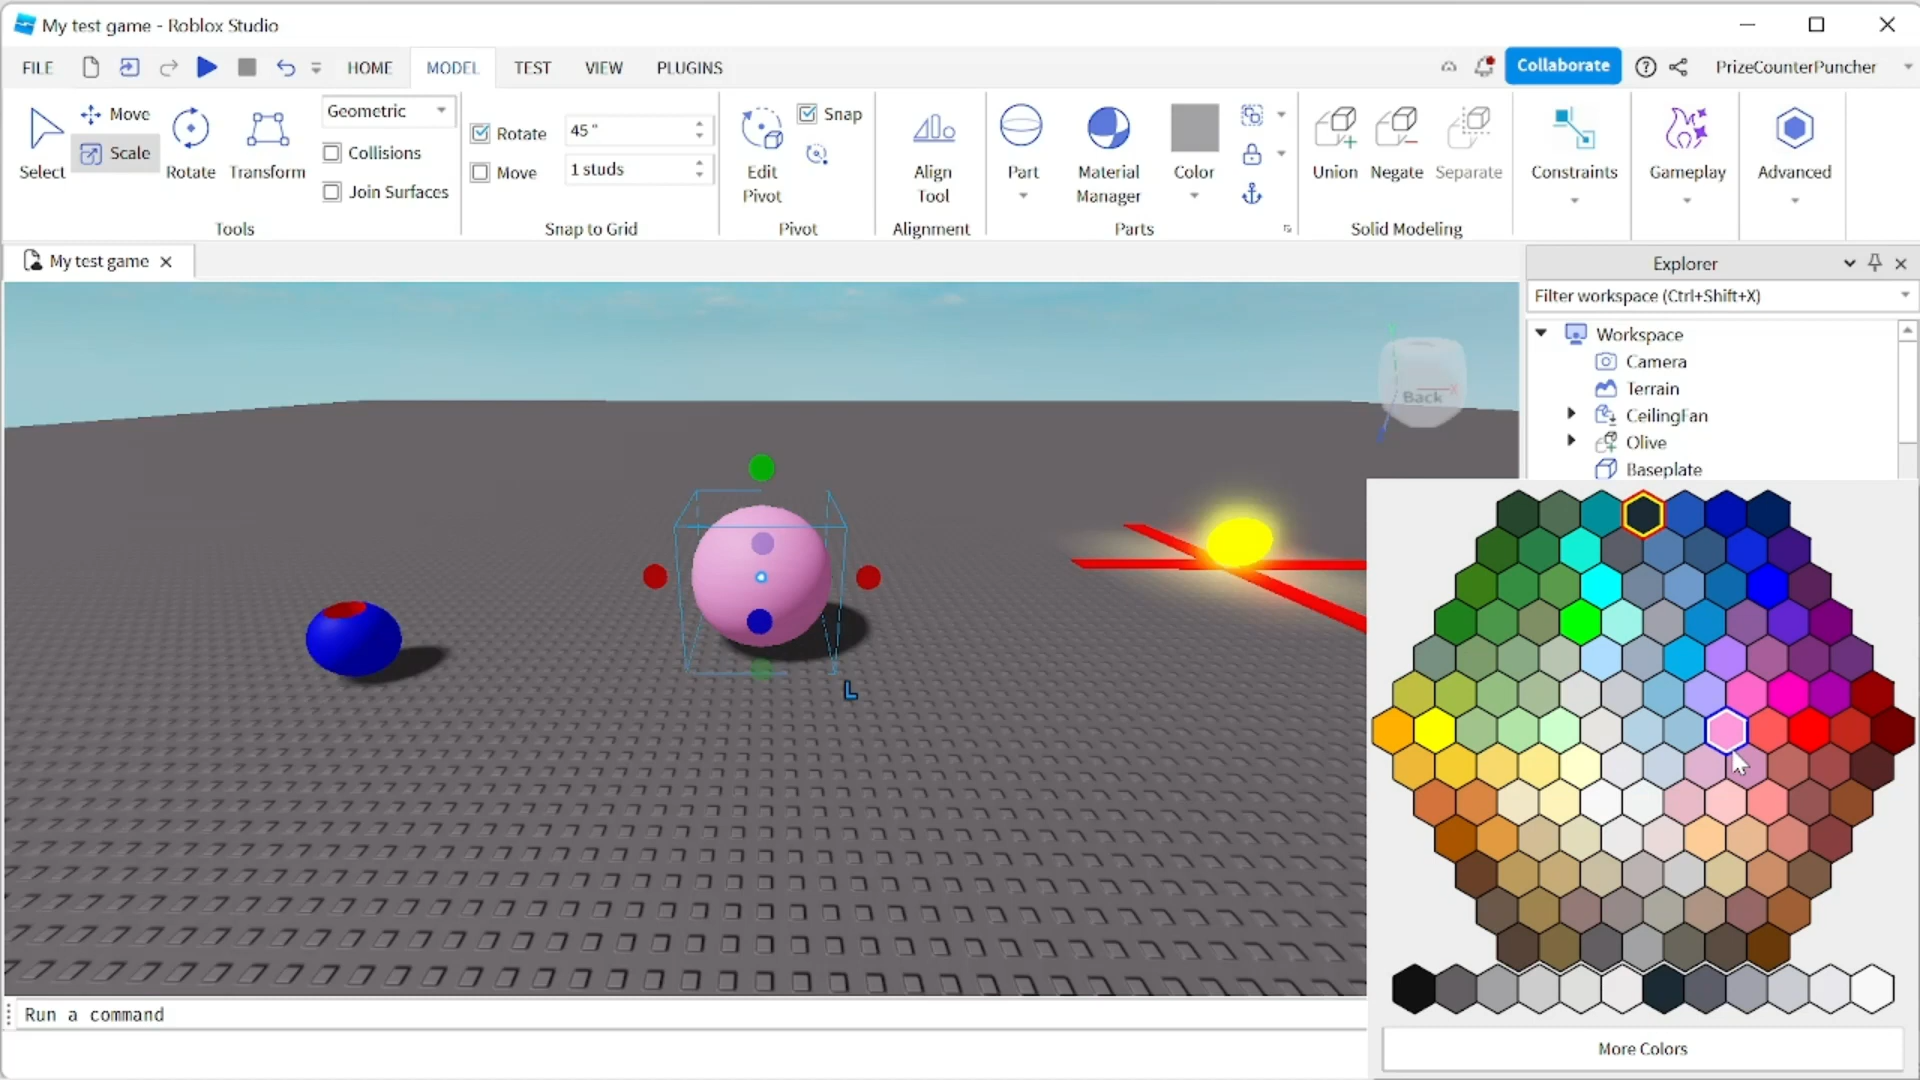 My test game - Roblox Studio
FILE HOME MODEL TEST VIEW PLUGINS Collaborate PrizeCounterPuncher
Select Move Scale Rotate Transform Geometric Collisions Join Surfaces
Tools
Rotate 45 °
Move 1 studs
Snap to Grid
Edit Pivot Snap
Pivot
Align Tool
Alignment
Part Material Manager Color
Parts
Union Negate Separate
Solid Modeling
Constraints
Gameplay
Advanced
My test game
Back
Explorer
Filter workspace (Ctrl+Shift+X)
Workspace
Camera
Terrain
CeilingFan
Olive
Baseplate
L
More Colors
Run a command